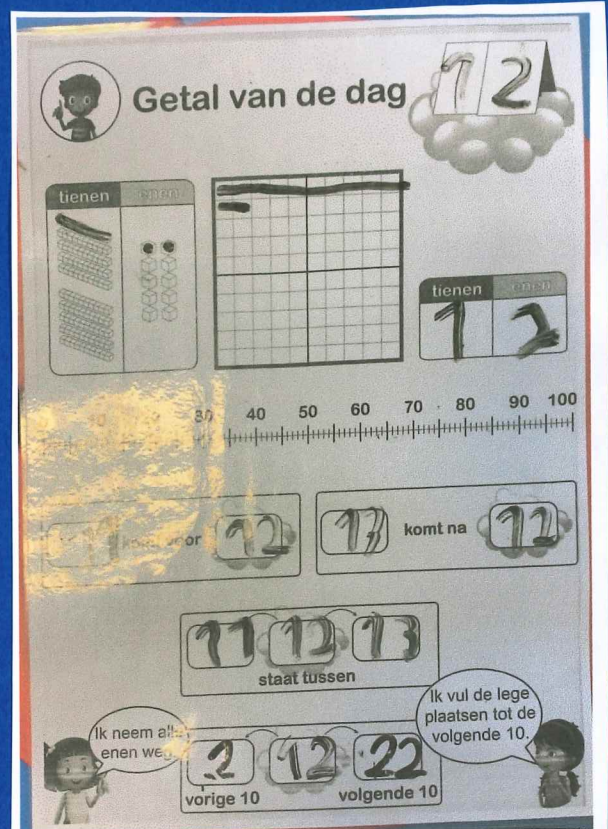 Getal van de dag 12
tienen enen
tienen enen
1 2
30 40 50 60 70 80 90 100
11 komt voor 12
13 komt na 12
11 12 13
staat tussen
Ik neem alle
enen weg.
Ik vul de lege
plaatsen tot de
volgende 10.
2 12 22
vorige 10 volgende 10